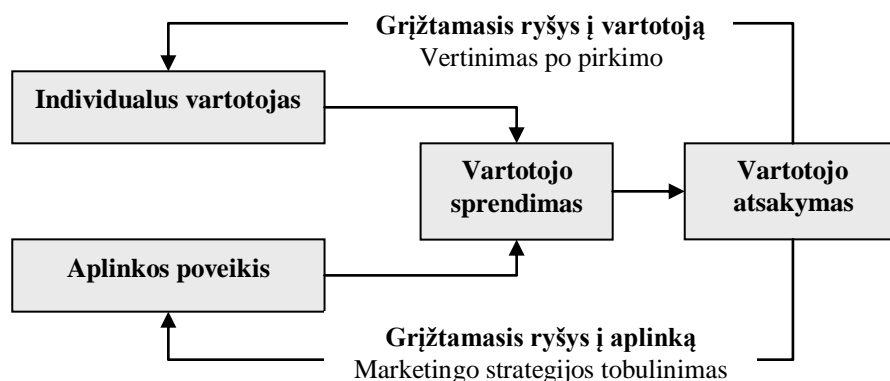 Grįžtamasis ryšys į vartotoją
Vertinimas po pirkimo
Individualus vartotojas
Vartotojo
sprendimas
Vartotojo
atsakymas
Aplinkos poveikis
Grįžtamasis ryšys į aplinką
Marketingo strategijos tobulinimas